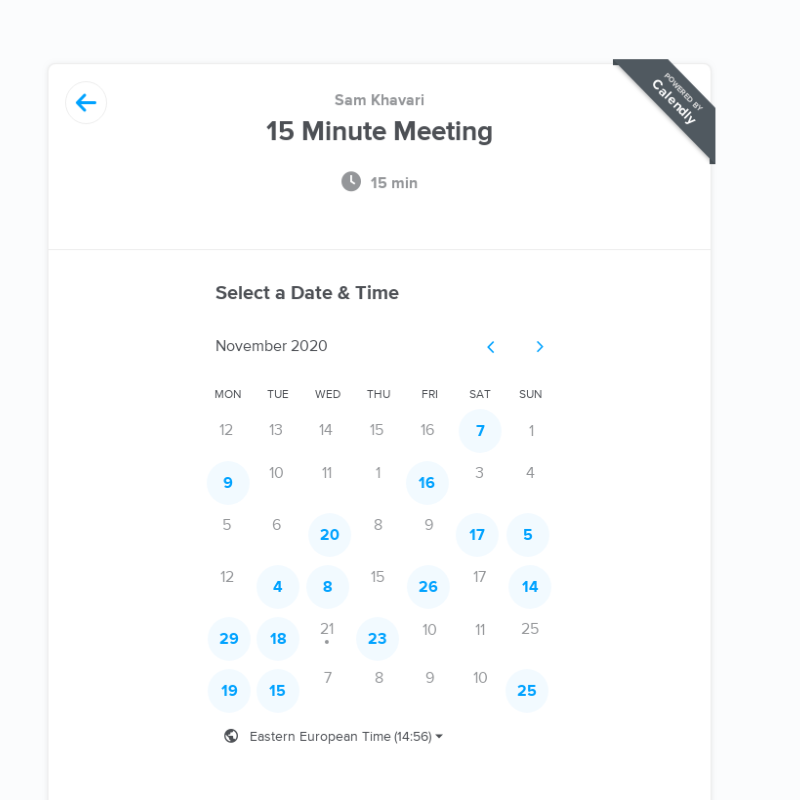 POWERED BY
Calendly
Sam Khavari
15 Minute Meeting
15 min
Select a Date & Time
November 2020
MON TUE WED THU FRI SAT SUN
12 13 14 15 16 7 1
9 10 11 1 16 3 4
5 6 20 8 9 17 5
12 4 8 15 26 17 14
29 18 21 23 10 11 25
19 15 7 8 9 10 25
Eastern European Time (14:56)